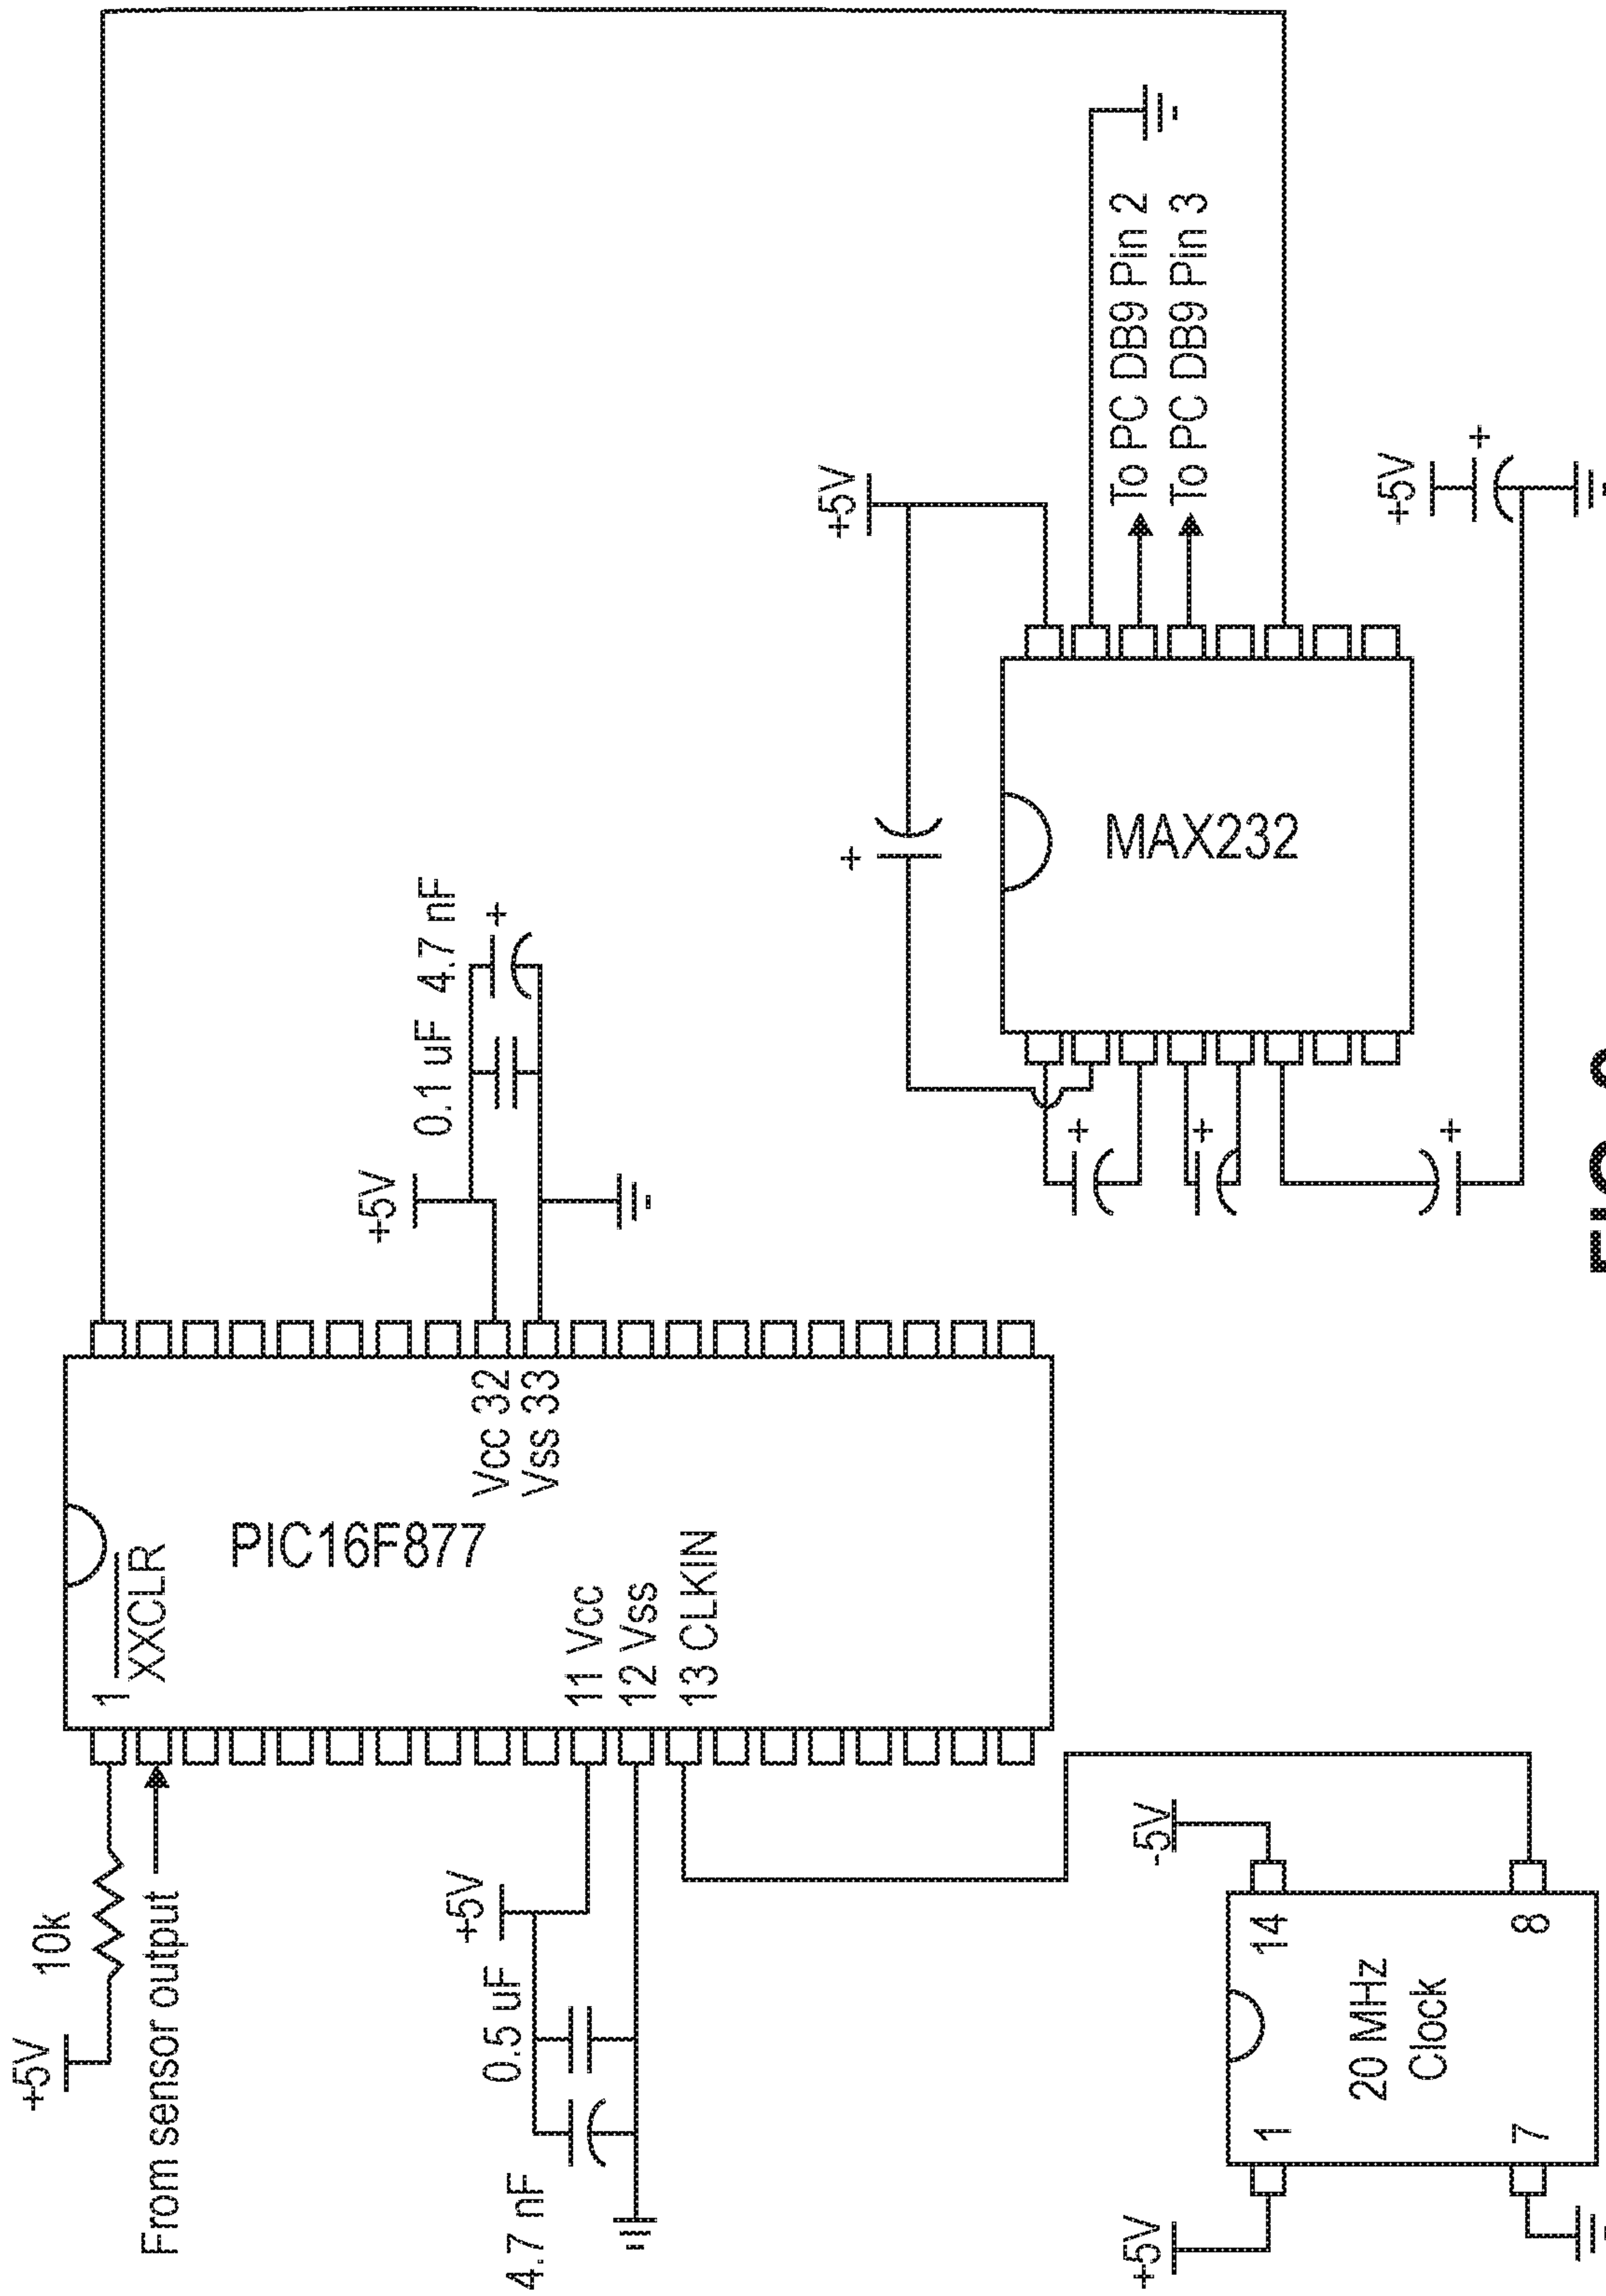 +5V
10k
From sensor output
1
XXCLR
PIC16F877
Vcc 32
Vss 33
11 Vcc
12 Vss
13 CLKIN
+5V
0.5 uF
4.7 nF
+5V
0.1 uF 4.7 nF
+
+5V
1
14
20 MHz
Clock
7
8
-5V
+5V
+
MAX232
+
+
+
To PC DB9 Pin 2
To PC DB9 Pin 3
+5V
+